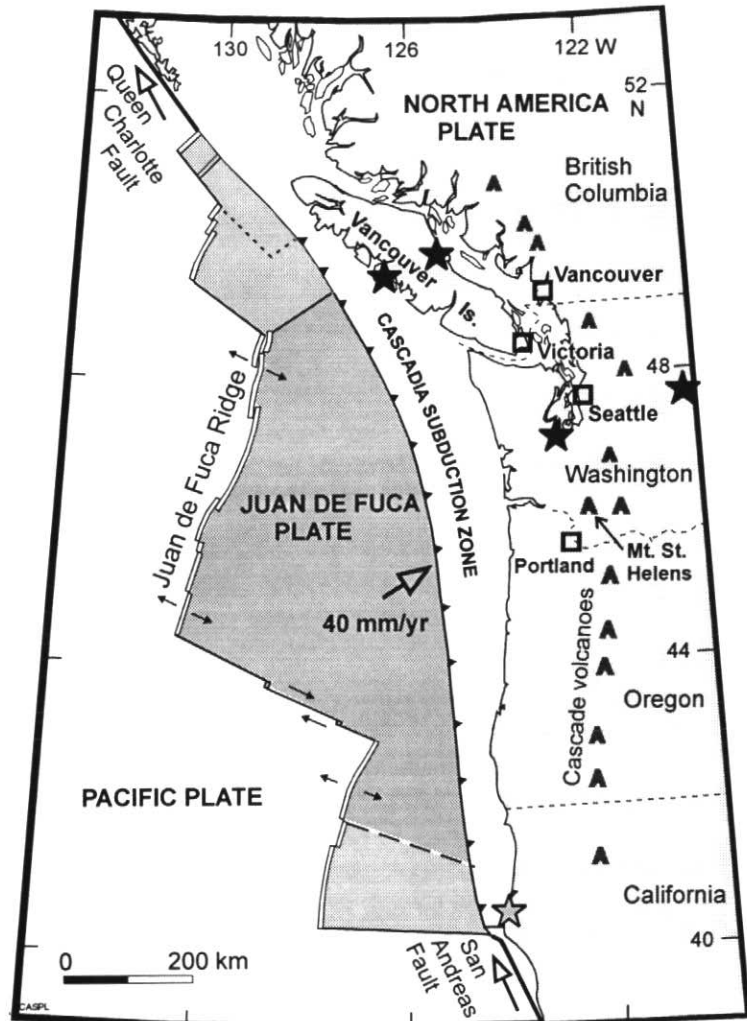 130
126
122 W
52
N
Queen
Charlotte
Fault
NORTH AMERICA
PLATE
British
Columbia
Vancouver
Is.
Vancouver
Victoria
48
Seattle
CASCADIA SUBDUCTION ZONE
Juan de Fuca Ridge
JUAN DE FUCA
PLATE
Washington
Portland
Mt. St.
Helens
40 mm/yr
44
Cascade volcanoes
Oregon
PACIFIC PLATE
California
40
San
Andreas
Fault
0
200 km
CASPL